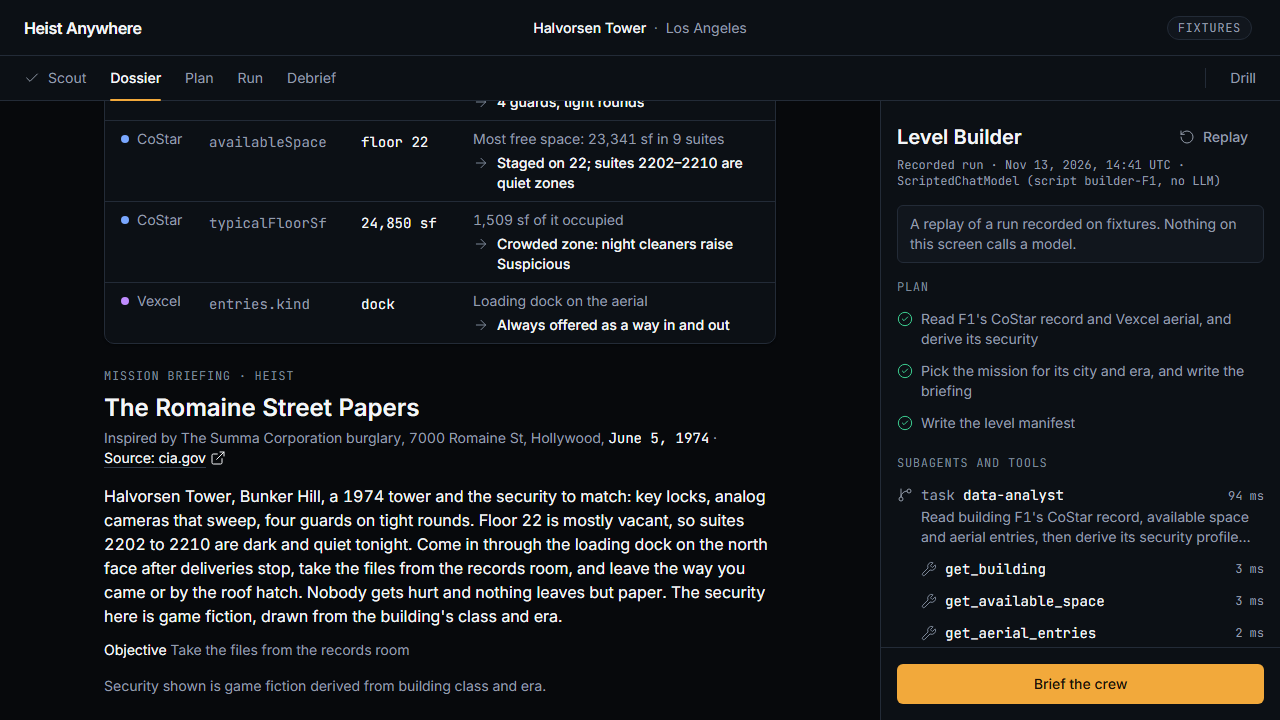 Heist Anywhere
Halvorsen Tower · Los Angeles
FIXTURES
Scout
Dossier
Plan
Run
Debrief
Drill
→ 4 guards, tight rounds
CoStar availableSpace floor 22 Most free space: 23,341 sf in 9 suites
→ Staged on 22; suites 2202–2210 are
quiet zones
CoStar typicalFloorSf 24,850 sf 1,509 sf of it occupied
→ Crowded zone: night cleaners raise
Suspicious
Vexcel entries.kind dock Loading dock on the aerial
→ Always offered as a way in and out
MISSION BRIEFING · HEIST
The Romaine Street Papers
Inspired by The Summa Corporation burglary, 7000 Romaine St, Hollywood, June 5, 1974 ·
Source: cia.gov
Halvorsen Tower, Bunker Hill, a 1974 tower and the security to match: key locks, analog
cameras that sweep, four guards on tight rounds. Floor 22 is mostly vacant, so suites
2202 to 2210 are dark and quiet tonight. Come in through the loading dock on the north
face after deliveries stop, take the files from the records room, and leave the way you
came or by the roof hatch. Nobody gets hurt and nothing leaves but paper. The security
here is game fiction, drawn from the building's class and era.
Objective Take the files from the records room
Security shown is game fiction derived from building class and era.
Level Builder
Replay
Recorded run · Nov 13, 2026, 14:41 UTC ·
ScriptedChatModel (script builder-F1, no LLM)
A replay of a run recorded on fixtures. Nothing on
this screen calls a model.
PLAN
Read F1's CoStar record and Vexcel aerial, and
derive its security
Pick the mission for its city and era, and write the
briefing
Write the level manifest
SUBAGENTS AND TOOLS
task data-analyst 94 ms
Read building F1's CoStar record, available space
and aerial entries, then derive its security profile…
get_building 3 ms
get_available_space 3 ms
get_aerial_entries 2 ms
Brief the crew